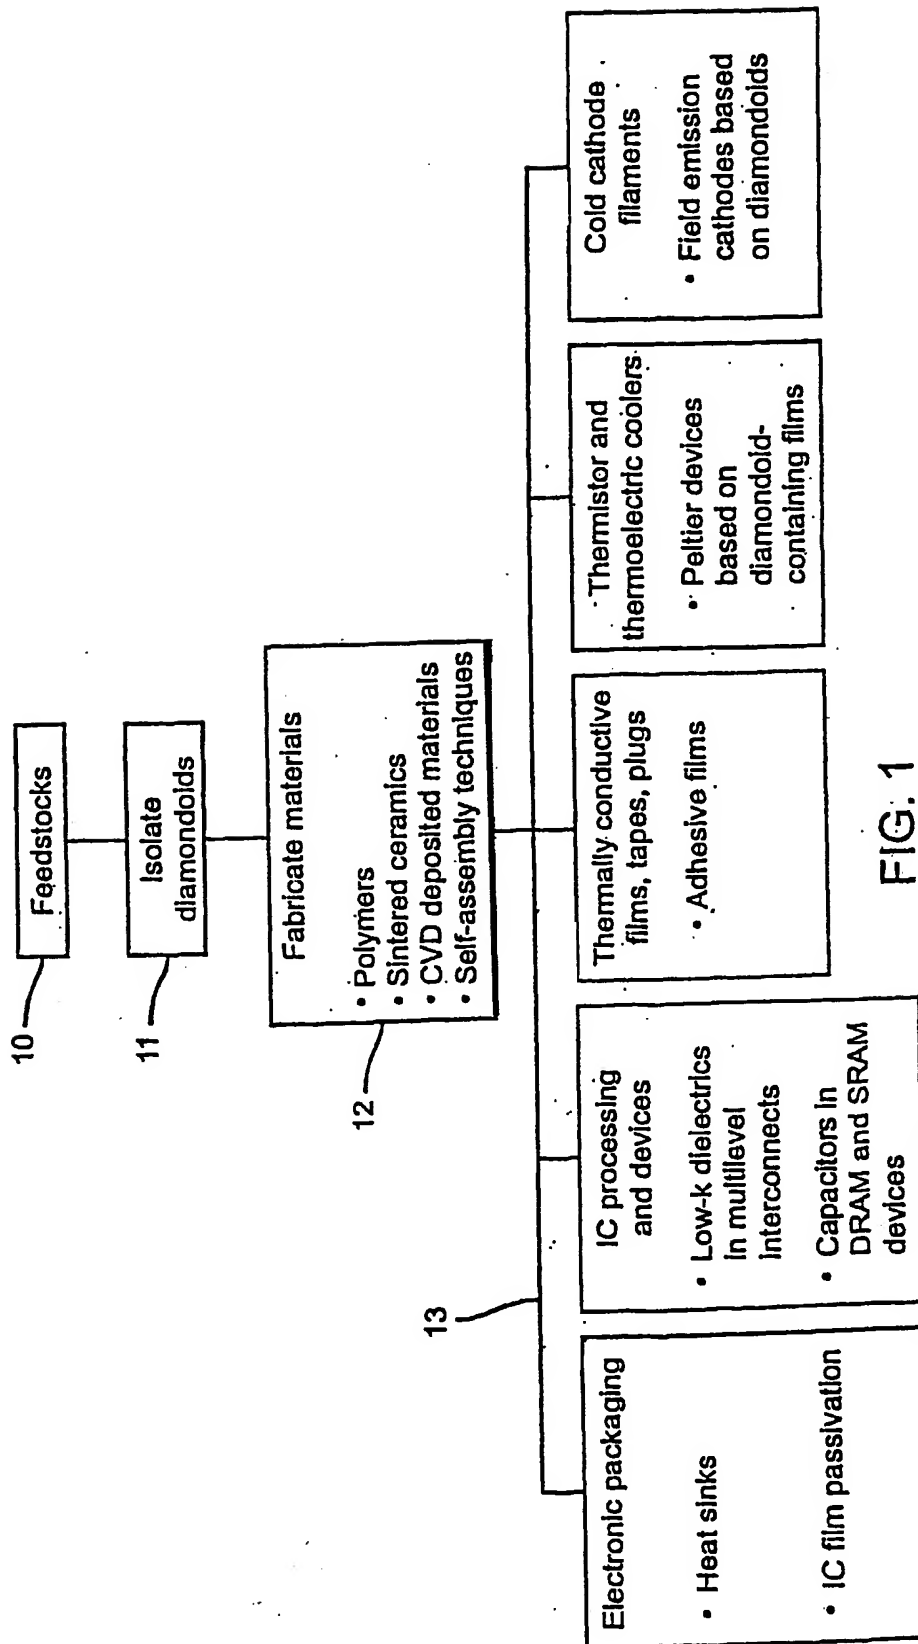 Feedstocks
10
Isolate
diamondoids
11
Fabricate materials
• Polymers
• Sintered ceramics
• CVD deposited materials
• Self-assembly techniques
12
13
Electronic packaging
• Heat sinks
• IC film passivation
IC processing
and devices
• Low-k dielectrics
in multilevel
interconnects
• Capacitors in
DRAM and SRAM
devices
Thermally conductive
films, tapes, plugs
• Adhesive films
Thermistor and
thermoelectric coolers
• Peltier devices
based on
diamondoid-
containing films
Cold cathode
filaments
• Field emission
cathodes based
on diamondoids
FIG. 1